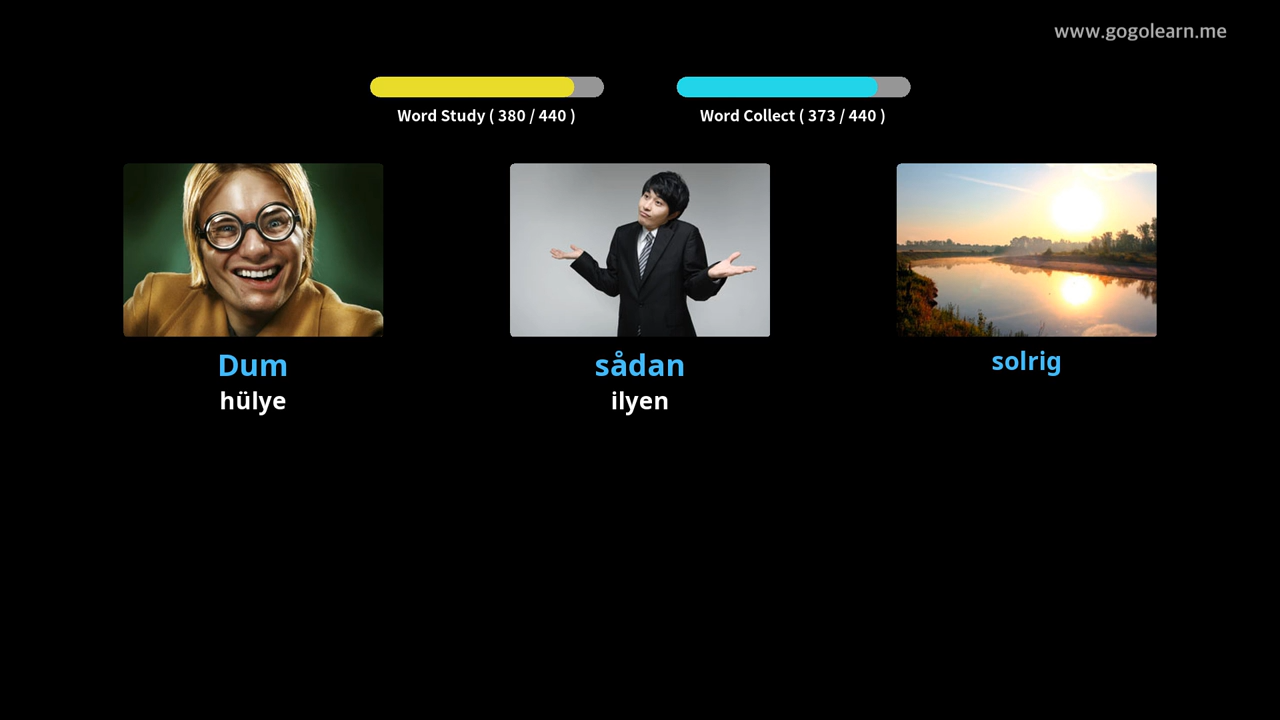 www.gogolearn.me
Word Study ( 380 / 440 )
Word Collect ( 373 / 440 )
Dum
hülye
sådan
ilyen
solrig